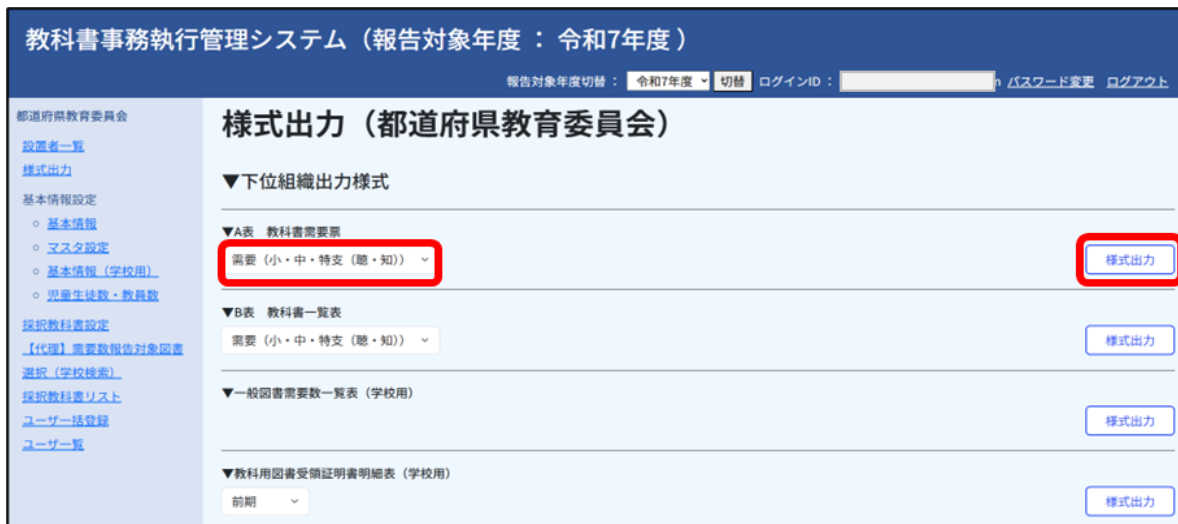 教科書事務執行管理システム（報告対象年度 ： 令和7年度 ）
報告対象年度切替 ： 令和7年度 切替 ログインID ： パスワード変更 ログアウト
都道府県教育委員会
設置者一覧
様式出力
基本情報設定
基本情報
マスタ設定
基本情報（学校用）
児童生徒数・教員数
採択教科書設定
【代理】需要数報告対象図書
選択（学校検索）
採択教科書リスト
ユーザ一括登録
ユーザ一覧
様式出力（都道府県教育委員会）
▼下位組織出力様式
▼A表　教科書需要票
需要（小・中・特支（聴・知）） 様式出力
▼B表　教科書一覧表
需要（小・中・特支（聴・知）） 様式出力
▼一般図書需要数一覧表（学校用）
様式出力
▼教科用図書受領証明書明細表（学校用）
前期 様式出力